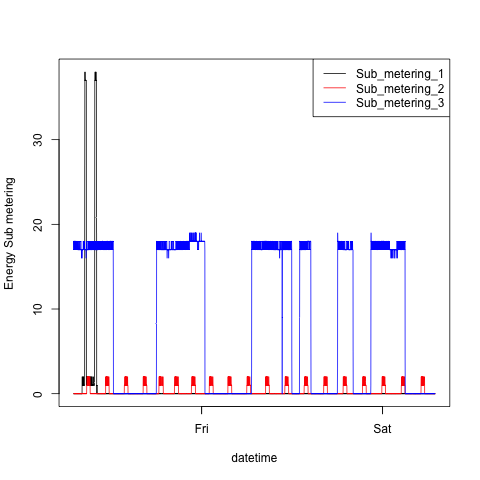 Sub_metering_1
Sub_metering_2
Sub_metering_3
Energy Sub metering
30
20
10
0
Fri
Sat
datetime